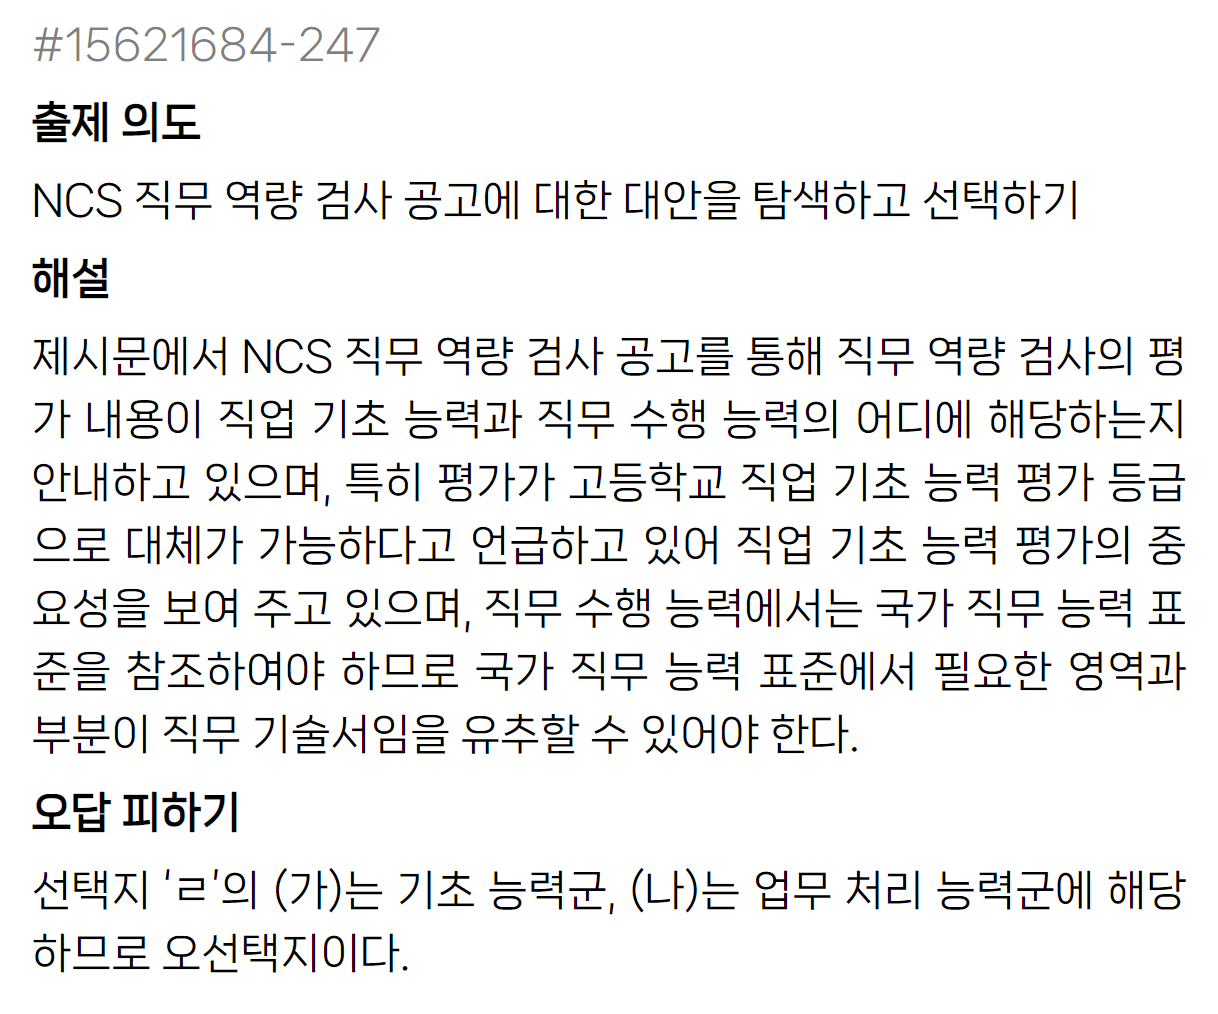 #15621684-247
출제 의도
NCS 직무 역량 검사 공고에 대한 대안을 탐색하고 선택하기
해설
제시문에서 NCS 직무 역량 검사 공고를 통해 직무 역량 검사의 평
가 내용이 직업 기초 능력과 직무 수행 능력의 어디에 해당하는지
안내하고 있으며, 특히 평가가 고등학교 직업 기초 능력 평가 등급
으로 대체가 가능하다고 언급하고 있어 직업 기초 능력 평가의 중
요성을 보여 주고 있으며, 직무 수행 능력에서는 국가 직무 능력 표
준을 참조하여야 하므로 국가 직무 능력 표준에서 필요한 영역과
부분이 직무 기술서임을 유추할 수 있어야 한다.
오답 피하기
선택지 'ㄹ'의 (가)는 기초 능력군, (나)는 업무 처리 능력군에 해당
하므로 오선택지이다.